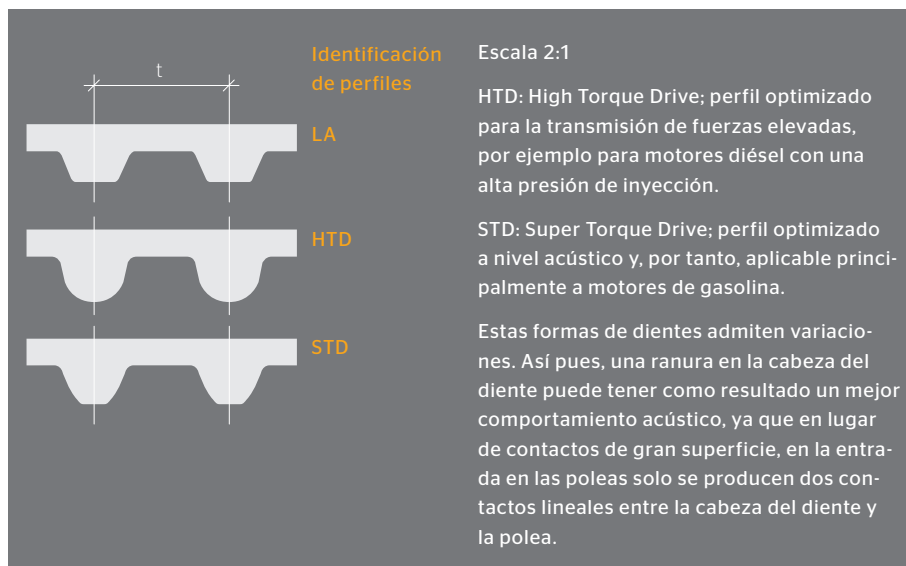 t
Identificación
de perfiles
LA
HTD
STD
Escala 2:1
HTD: High Torque Drive; perfil optimizado
para la transmisión de fuerzas elevadas,
por ejemplo para motores diésel con una
alta presión de inyección.
STD: Super Torque Drive; perfil optimizado
a nivel acústico y, por tanto, aplicable princi-
palmente a motores de gasolina.
Estas formas de dientes admiten variacio-
nes. Así pues, una ranura en la cabeza del
diente puede tener como resultado un mejor
comportamiento acústico, ya que en lugar
de contactos de gran superficie, en la entra-
da en las poleas solo se producen dos con-
tactos lineales entre la cabeza del diente y
la polea.